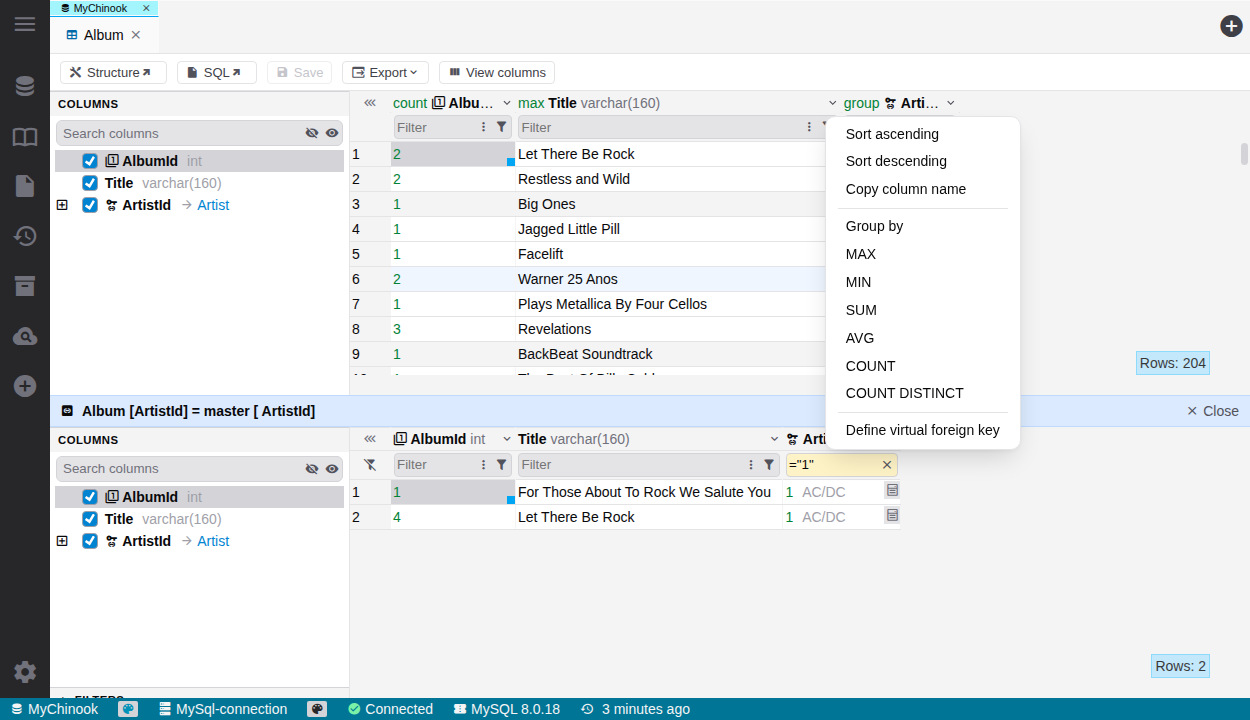 MyChinook
Album
Structure SQL Save Export View columns
COLUMNS
Search columns
AlbumId int
Title varchar(160)
ArtistId Artist
count Albu... max Title varchar(160) group Arti...
Filter Filter
1 2 Let There Be Rock
2 2 Restless and Wild
3 1 Big Ones
4 1 Jagged Little Pill
5 1 Facelift
6 2 Warner 25 Anos
7 1 Plays Metallica By Four Cellos
8 3 Revelations
9 1 BackBeat Soundtrack
Sort ascending
Sort descending
Copy column name
Group by
MAX
MIN
SUM
AVG
COUNT
COUNT DISTINCT
Define virtual foreign key
Rows: 204
Album [ArtistId] = master [ ArtistId] Close
COLUMNS
Search columns
AlbumId int
Title varchar(160)
ArtistId Artist
AlbumId int Title varchar(160) Arti
Filter Filter ="1"
1 1 For Those About To Rock We Salute You 1 AC/DC
2 4 Let There Be Rock 1 AC/DC
Rows: 2
FILTERS
MyChinook MySql-connection Connected MySQL 8.0.18 3 minutes ago